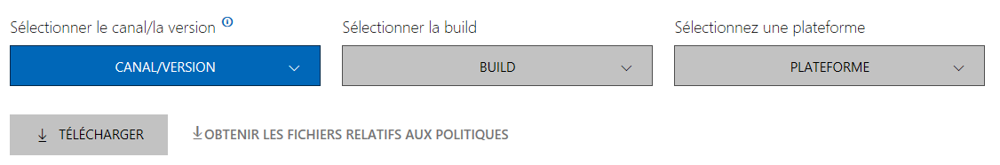 Sélectionner le canal/la version
Sélectionner la build
Sélectionnez une plateforme
CANAL/VERSION
BUILD
PLATEFORME
TÉLÉCHARGER
OBTENIR LES FICHIERS RELATIFS AUX POLITIQUES